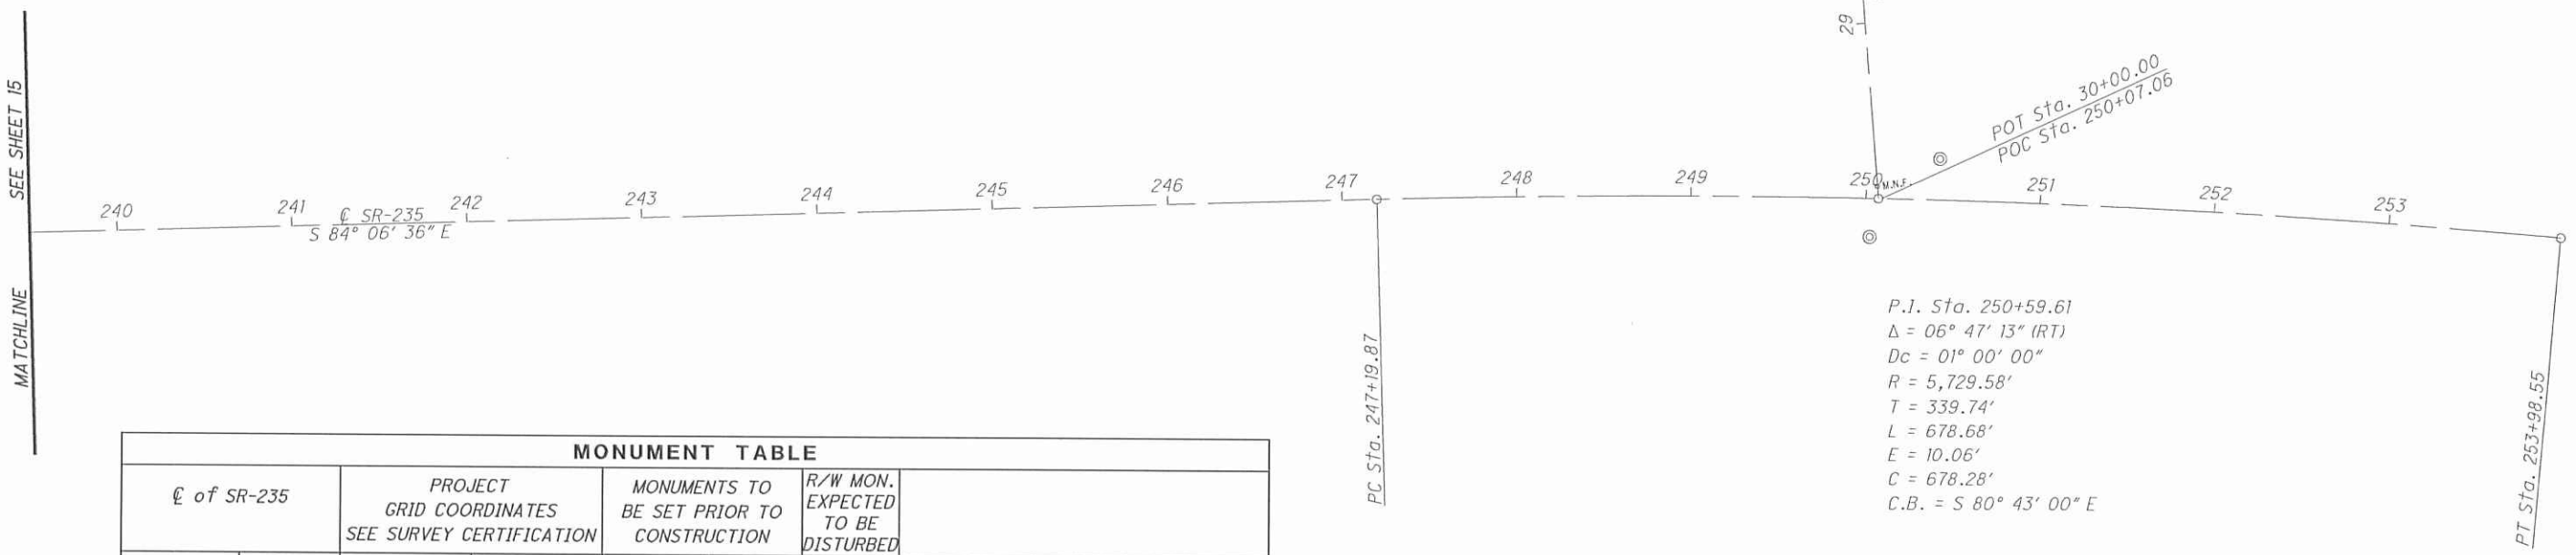 MATCHLINE SEE SHEET 15
240
241
242
243
244
245
246
247
248
249
250
251
252
253
29
℄ SR-235
S 84° 06' 36" E
M.N.F.
POT Sta. 30+00.00
POC Sta. 250+07.06
PC Sta. 247+19.87
P.I. Sta. 250+59.61
Δ = 06° 47' 13" (RT)
Dc = 01° 00' 00"
R = 5,729.58'
T = 339.74'
L = 678.68'
E = 10.06'
C = 678.28'
C.B. = S 80° 43' 00" E
PT Sta. 253+98.55
MONUMENT TABLE
℄ of SR-235
PROJECT
GRID COORDINATES
SEE SURVEY CERTIFICATION
MONUMENTS TO
BE SET PRIOR TO
CONSTRUCTION
R/W MON.
EXPECTED
TO BE
DISTURBED